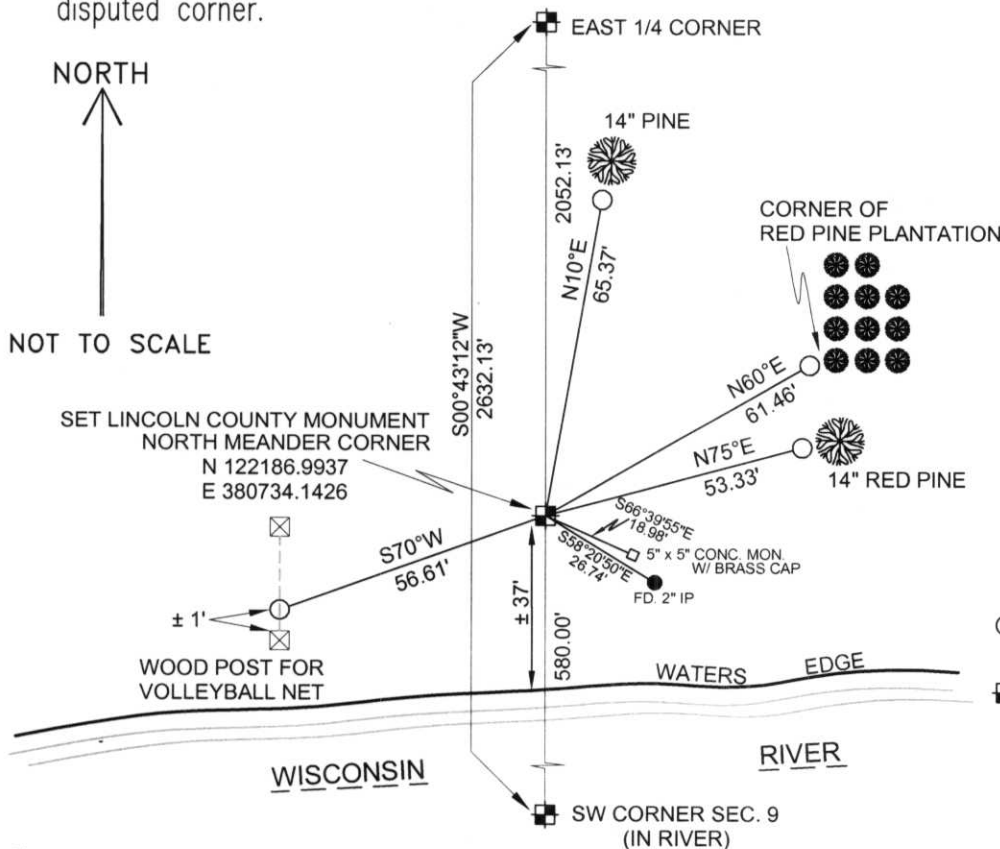 disputed corner.
NORTH
NOT TO SCALE
EAST 1/4 CORNER
14" PINE
2052.13'
N10°E
65.37'
CORNER OF
RED PINE PLANTATION
S00°43'12"W
2632.13'
N60°E
61.46'
SET LINCOLN COUNTY MONUMENT
NORTH MEANDER CORNER
N 122186.9937
E 380734.1426
N75°E
53.33'
14" RED PINE
S66°39'55"E
18.98'
5" x 5" CONC. MON.
W/ BRASS CAP
S58°20'50"E
26.74'
FD. 2" IP
S70°W
56.61'
± 1'
± 37'
580.00'
WOOD POST FOR
VOLLEYBALL NET
WATERS EDGE
WISCONSIN RIVER
SW CORNER SEC. 9
(IN RIVER)